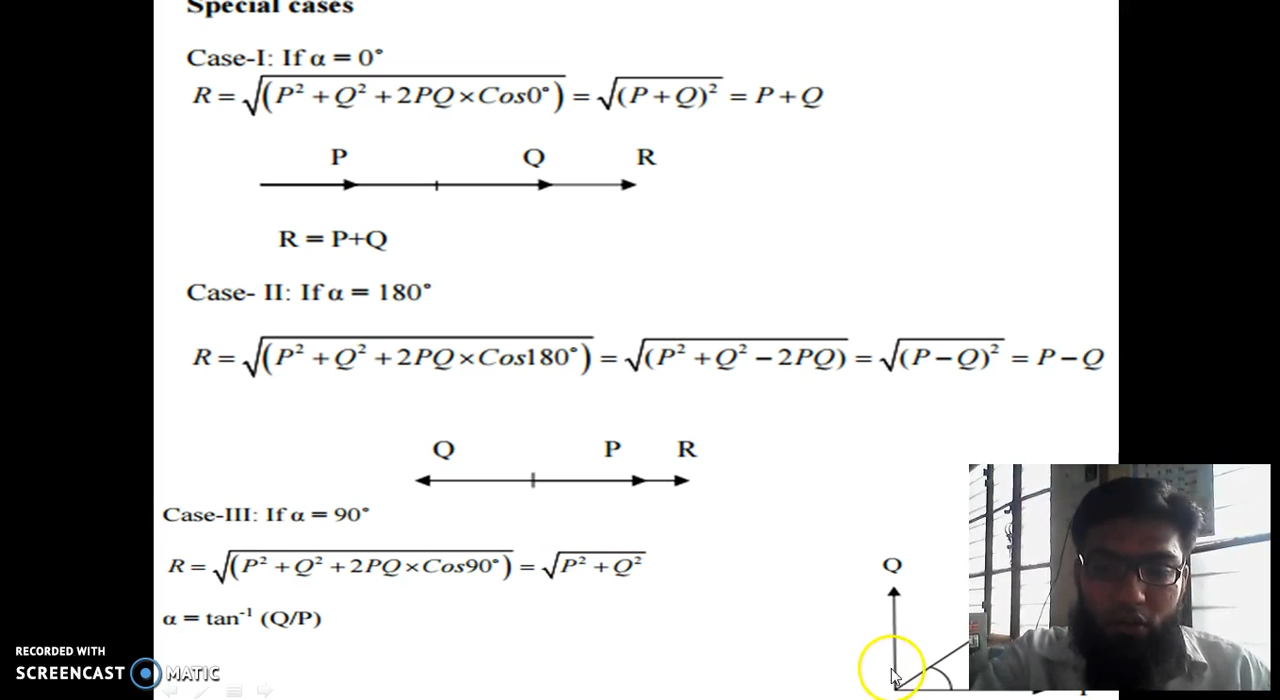 Special cases
Case-I: If α = 0°
R = √(P² + Q² + 2PQ × Cos0°) = √(P + Q)² = P + Q
P Q R
R = P+Q
Case- II: If α = 180°
R = √(P² + Q² + 2PQ × Cos180°) = √(P² + Q² − 2PQ) = √(P − Q)² = P − Q
Q P R
Case-III: If α = 90°
R = √(P² + Q² + 2PQ × Cos90°) = √P² + Q²
Q
α = tan⁻¹ (Q/P)
RECORDED WITH
SCREENCAST MATIC